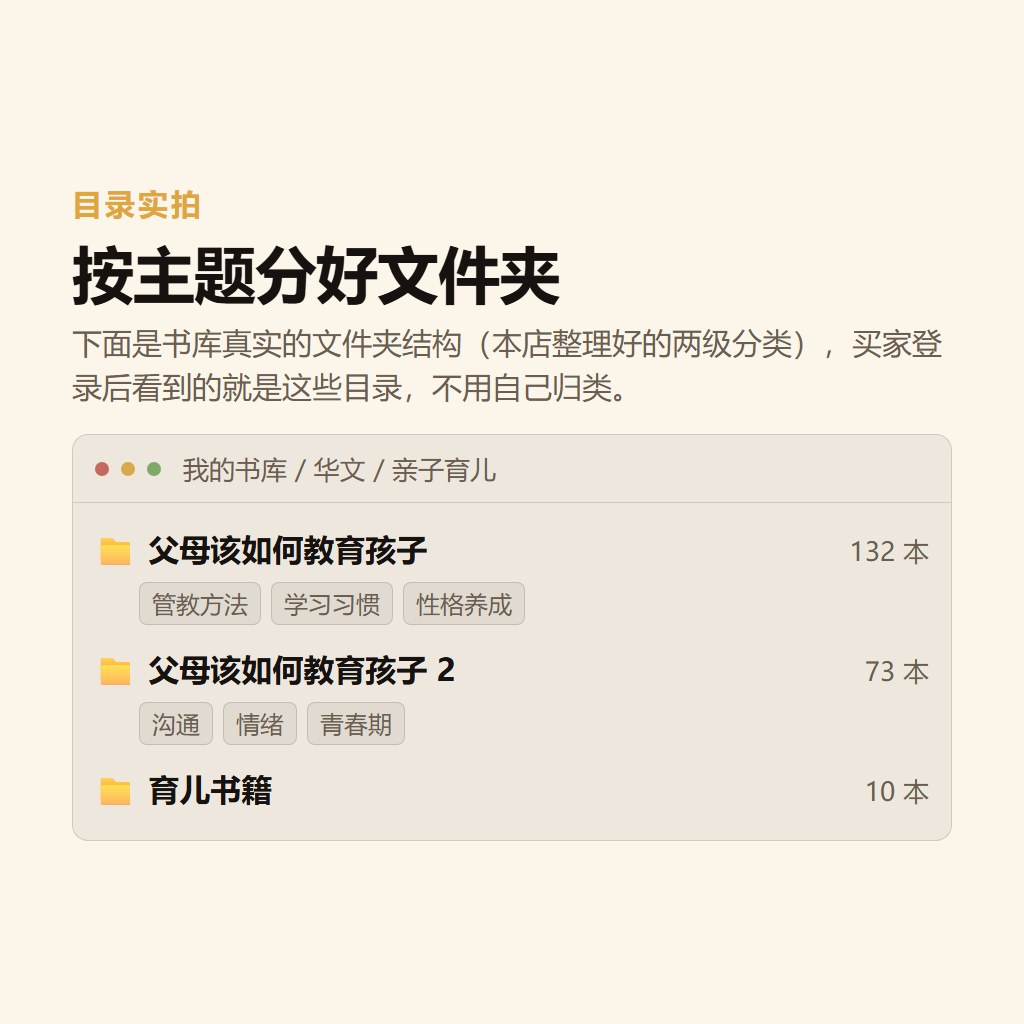 目录实拍
按主题分好文件夹
下面是书库真实的文件夹结构（本店整理好的两级分类），买家登
录后看到的就是这些目录，不用自己归类。
我的书库 / 华文 / 亲子育儿
父母该如何教育孩子 132 本
管教方法 学习习惯 性格养成
父母该如何教育孩子 2 73 本
沟通 情绪 青春期
育儿书籍 10 本